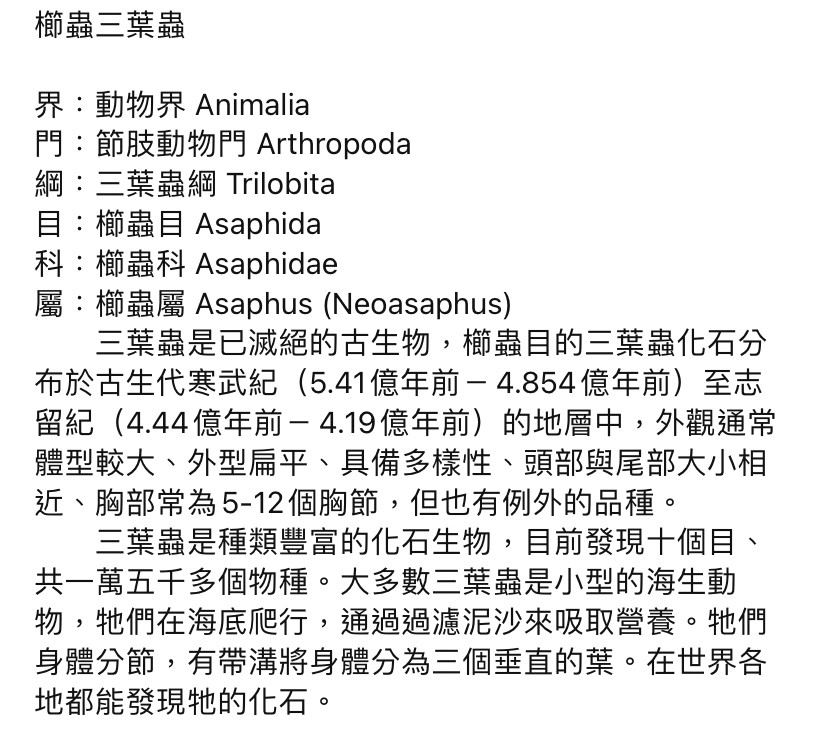 櫛蟲三葉蟲
界：動物界 Animalia
門：節肢動物門 Arthropoda
綱：三葉蟲綱 Trilobita
目：櫛蟲目 Asaphida
科：櫛蟲科 Asaphidae
屬：櫛蟲屬 Asaphus (Neoasaphus)
三葉蟲是已滅絕的古生物，櫛蟲目的三葉蟲化石分
布於古生代寒武紀（5.41億年前－4.854億年前）至志
留紀（4.44億年前－4.19億年前）的地層中，外觀通常
體型較大、外型扁平、具備多樣性、頭部與尾部大小相
近、胸部常為5-12個胸節，但也有例外的品種。
三葉蟲是種類豐富的化石生物，目前發現十個目、
共一萬五千多個物種。大多數三葉蟲是小型的海生動
物，牠們在海底爬行，通過過濾泥沙來吸取營養。牠們
身體分節，有帶溝將身體分為三個垂直的葉。在世界各
地都能發現牠的化石。